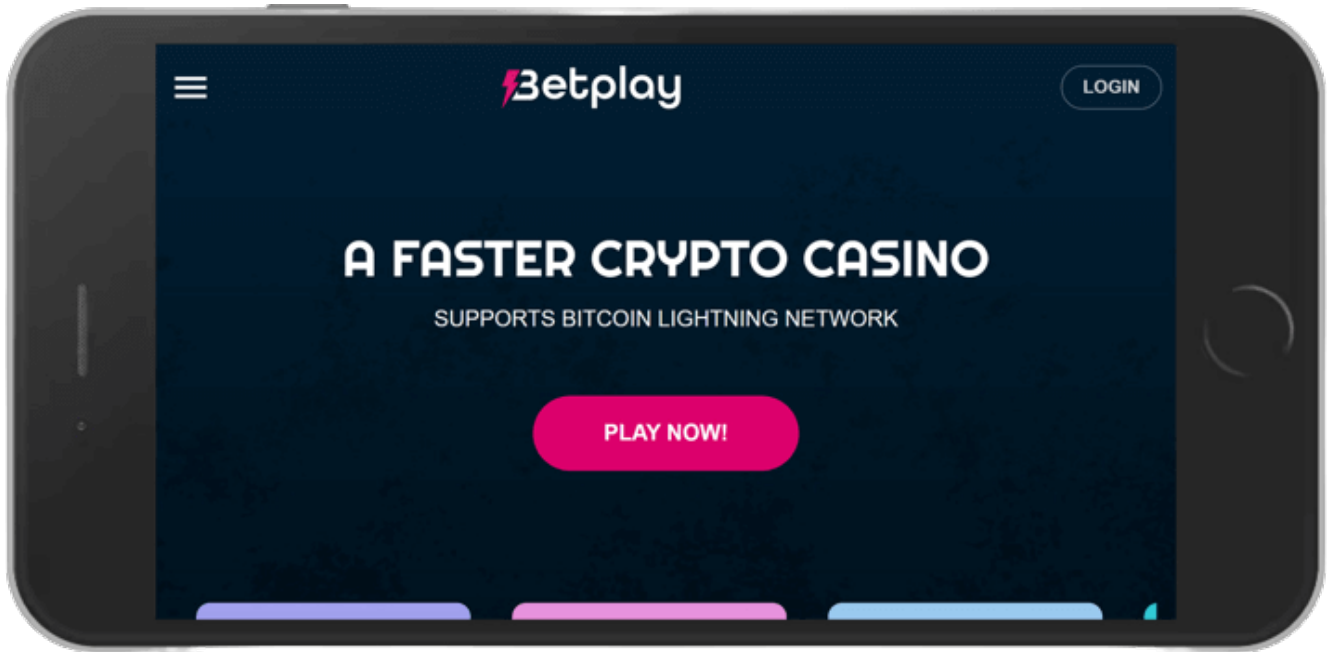 Betplay
LOGIN
A FASTER CRYPTO CASINO
SUPPORTS BITCOIN LIGHTNING NETWORK
PLAY NOW!